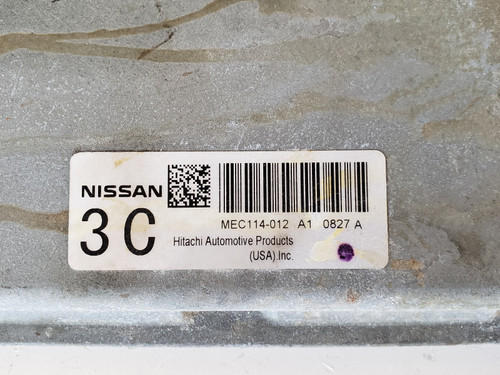 NISSAN
3C
MEC114-012 A1 0827 A
Hitachi Automotive Products
(USA).Inc.